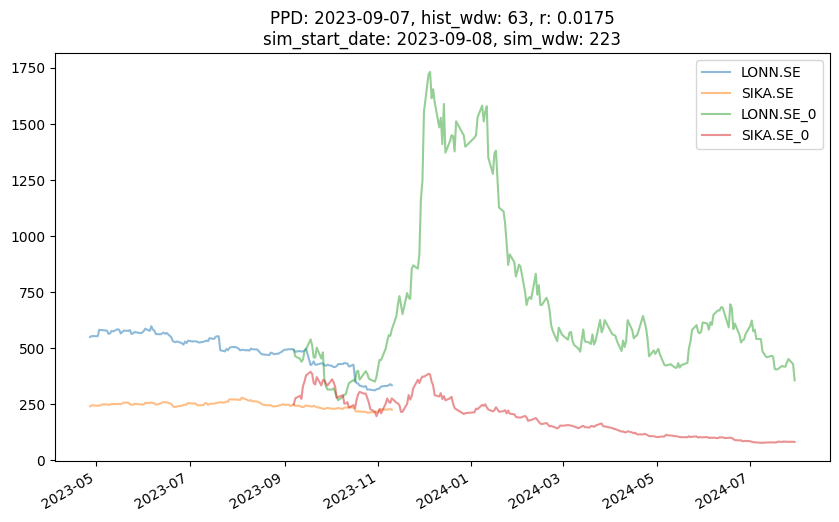 PPD: 2023-09-07, hist_wdw: 63, r: 0.0175
sim_start_date: 2023-09-08, sim_wdw: 223
LONN.SE
SIKA.SE
LONN.SE_0
SIKA.SE_0
1750
1500
1250
1000
750
500
250
0
2023-05
2023-07
2023-09
2023-11
2024-01
2024-03
2024-05
2024-07